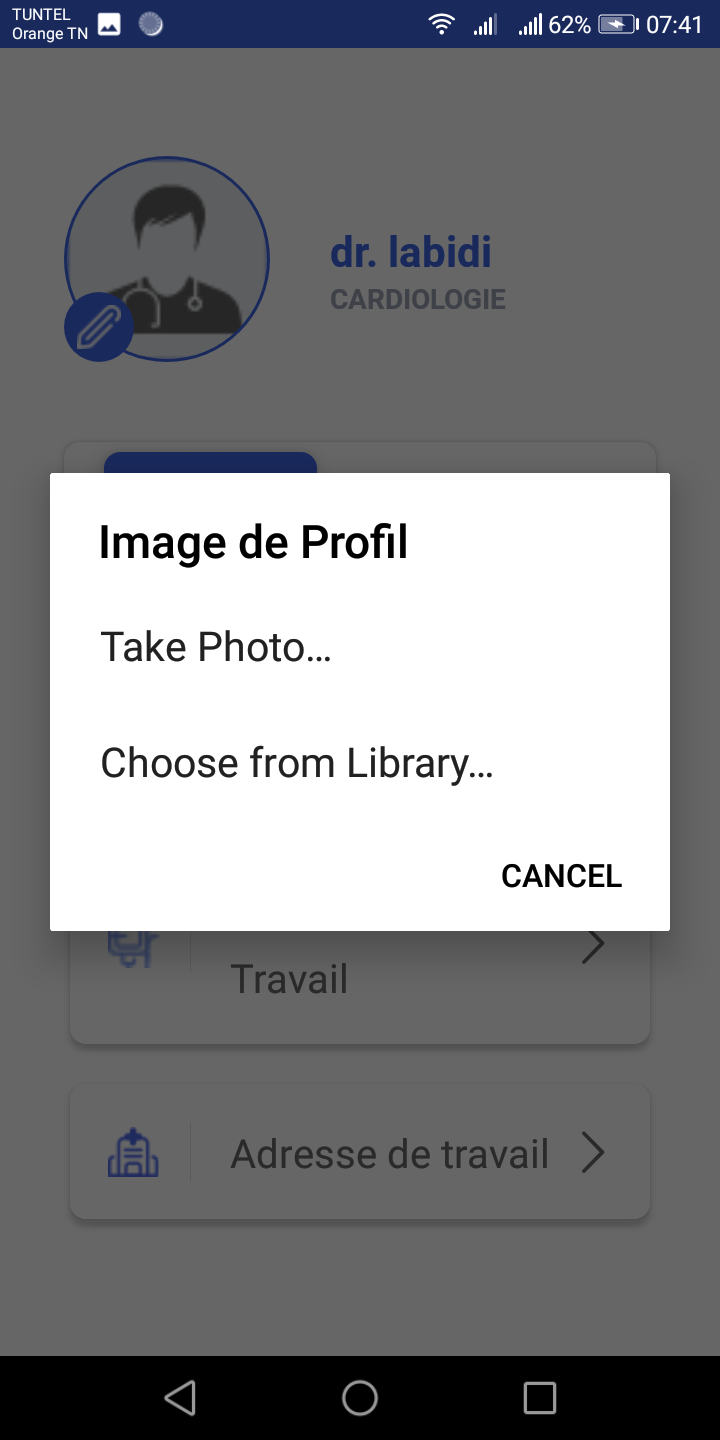 TUNTEL
Orange TN
62% 07:41
dr. labidi
CARDIOLOGIE
Image de Profil
Take Photo…
Choose from Library…
CANCEL
Travail
Adresse de travail